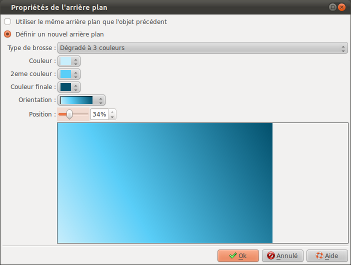 Propriétés de l'arrière plan
Utiliser le même arrière plan que l'objet précédent
Définir un nouvel arrière plan
Type de brosse : Dégradé à 3 couleurs
Couleur :
2eme couleur :
Couleur finale :
Orientation :
Position : 34%
Ok Annulé Aide